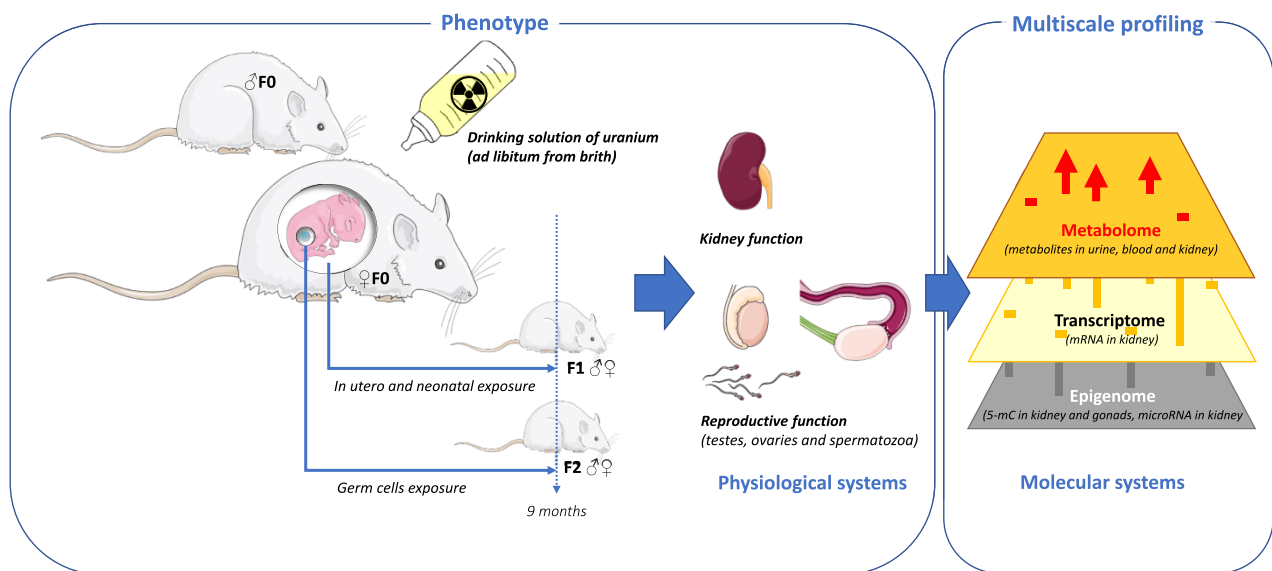 Phenotype
Multiscale profiling
♂F0
Drinking solution of uranium
(ad libitum from brith)
♀F0
Kidney function
F1 ♂♀
In utero and neonatal exposure
F2 ♂♀
Germ cells exposure
9 months
Reproductive function
(testes, ovaries and spermatozoa)
Physiological systems
Metabolome
(metabolites in urine, blood and kidney)
Transcriptome
(mRNA in kidney)
Epigenome
(5-mC in kidney and gonads, microRNA in kidney
Molecular systems